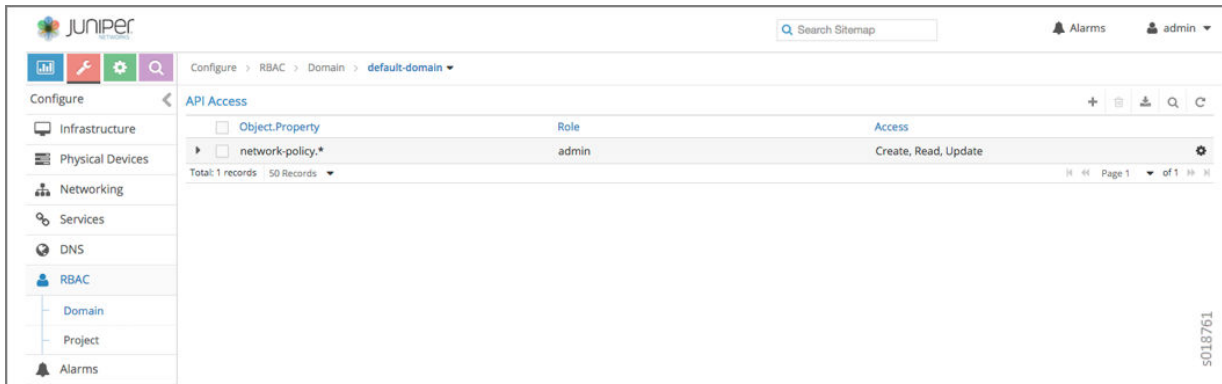 JUNIPER
NETWORKS
Search Sitemap
Alarms
admin
Configure > RBAC > Domain > default-domain
Configure
API Access
Infrastructure
Physical Devices
Networking
Services
DNS
RBAC
Domain
Project
Alarms
Object.Property Role Access
network-policy.* admin Create, Read, Update
Total: 1 records 50 Records Page 1 of 1
s018761